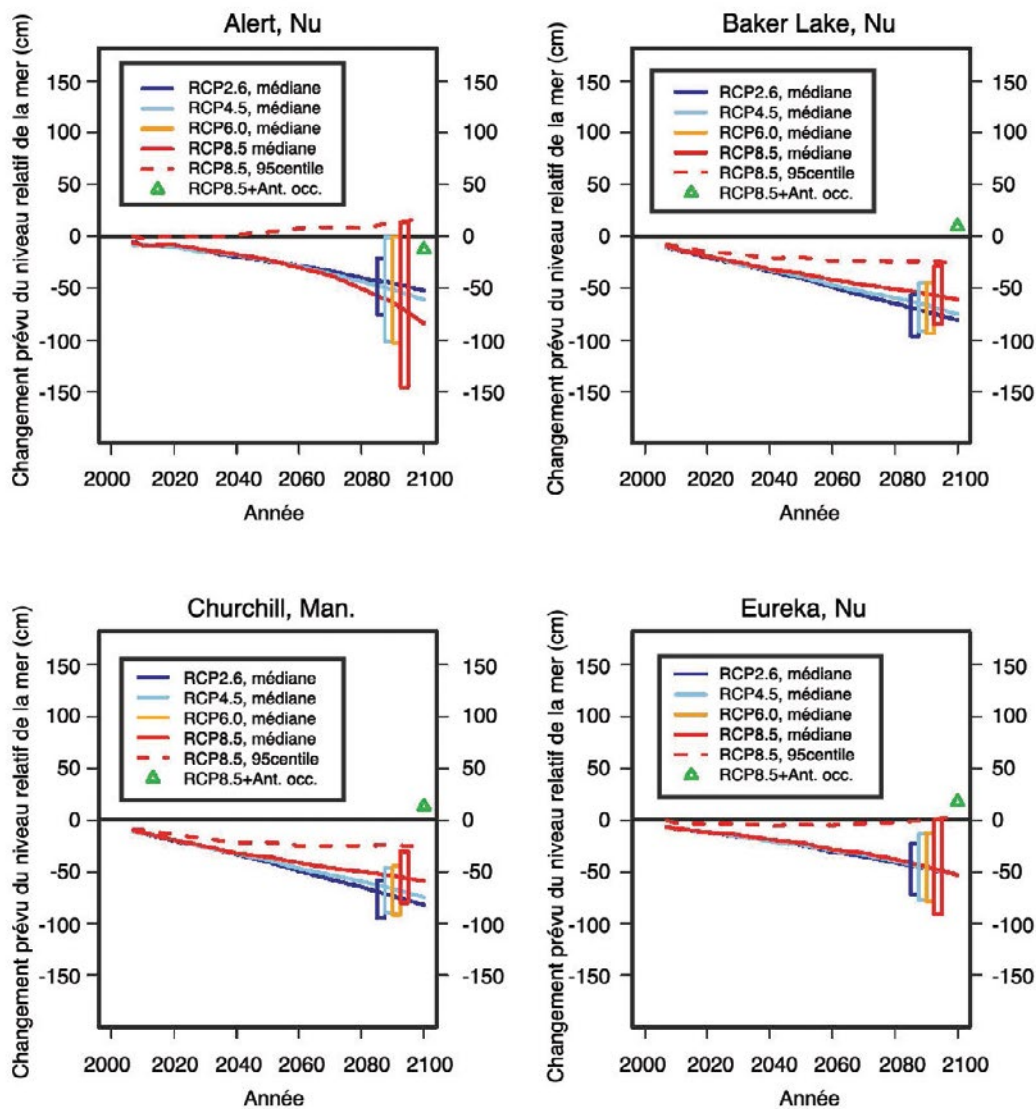 Alert, Nu
Changement prévu du niveau relatif de la mer (cm)
150
100
50
0
-50
-100
-150
RCP2.6, médiane
RCP4.5, médiane
RCP6.0, médiane
RCP8.5 médiane
RCP8.5, 95centile
RCP8.5+Ant. occ.
150
100
50
0
-50
-100
-150
2000 2020 2040 2060 2080 2100
Année
Baker Lake, Nu
Changement prévu du niveau relatif de la mer (cm)
150
100
50
0
-50
-100
-150
RCP2.6, médiane
RCP4.5, médiane
RCP6.0, médiane
RCP8.5, médiane
RCP8.5, 95centile
RCP8.5+Ant. occ.
150
100
50
0
-50
-100
-150
2000 2020 2040 2060 2080 2100
Année
Churchill, Man.
Changement prévu du niveau relatif de la mer (cm)
150
100
50
0
-50
-100
-150
RCP2.6, médiane
RCP4.5, médiane
RCP6.0, médiane
RCP8.5, médiane
RCP8.5, 95centile
RCP8.5+Ant. occ.
150
100
50
0
-50
-100
-150
2000 2020 2040 2060 2080 2100
Année
Eureka, Nu
Changement prévu du niveau relatif de la mer (cm)
150
100
50
0
-50
-100
-150
RCP2.6, médiane
RCP4.5, médiane
RCP6.0, médiane
RCP8.5, médiane
RCP8.5, 95centile
RCP8.5+Ant. occ.
150
100
50
0
-50
-100
-150
2000 2020 2040 2060 2080 2100
Année